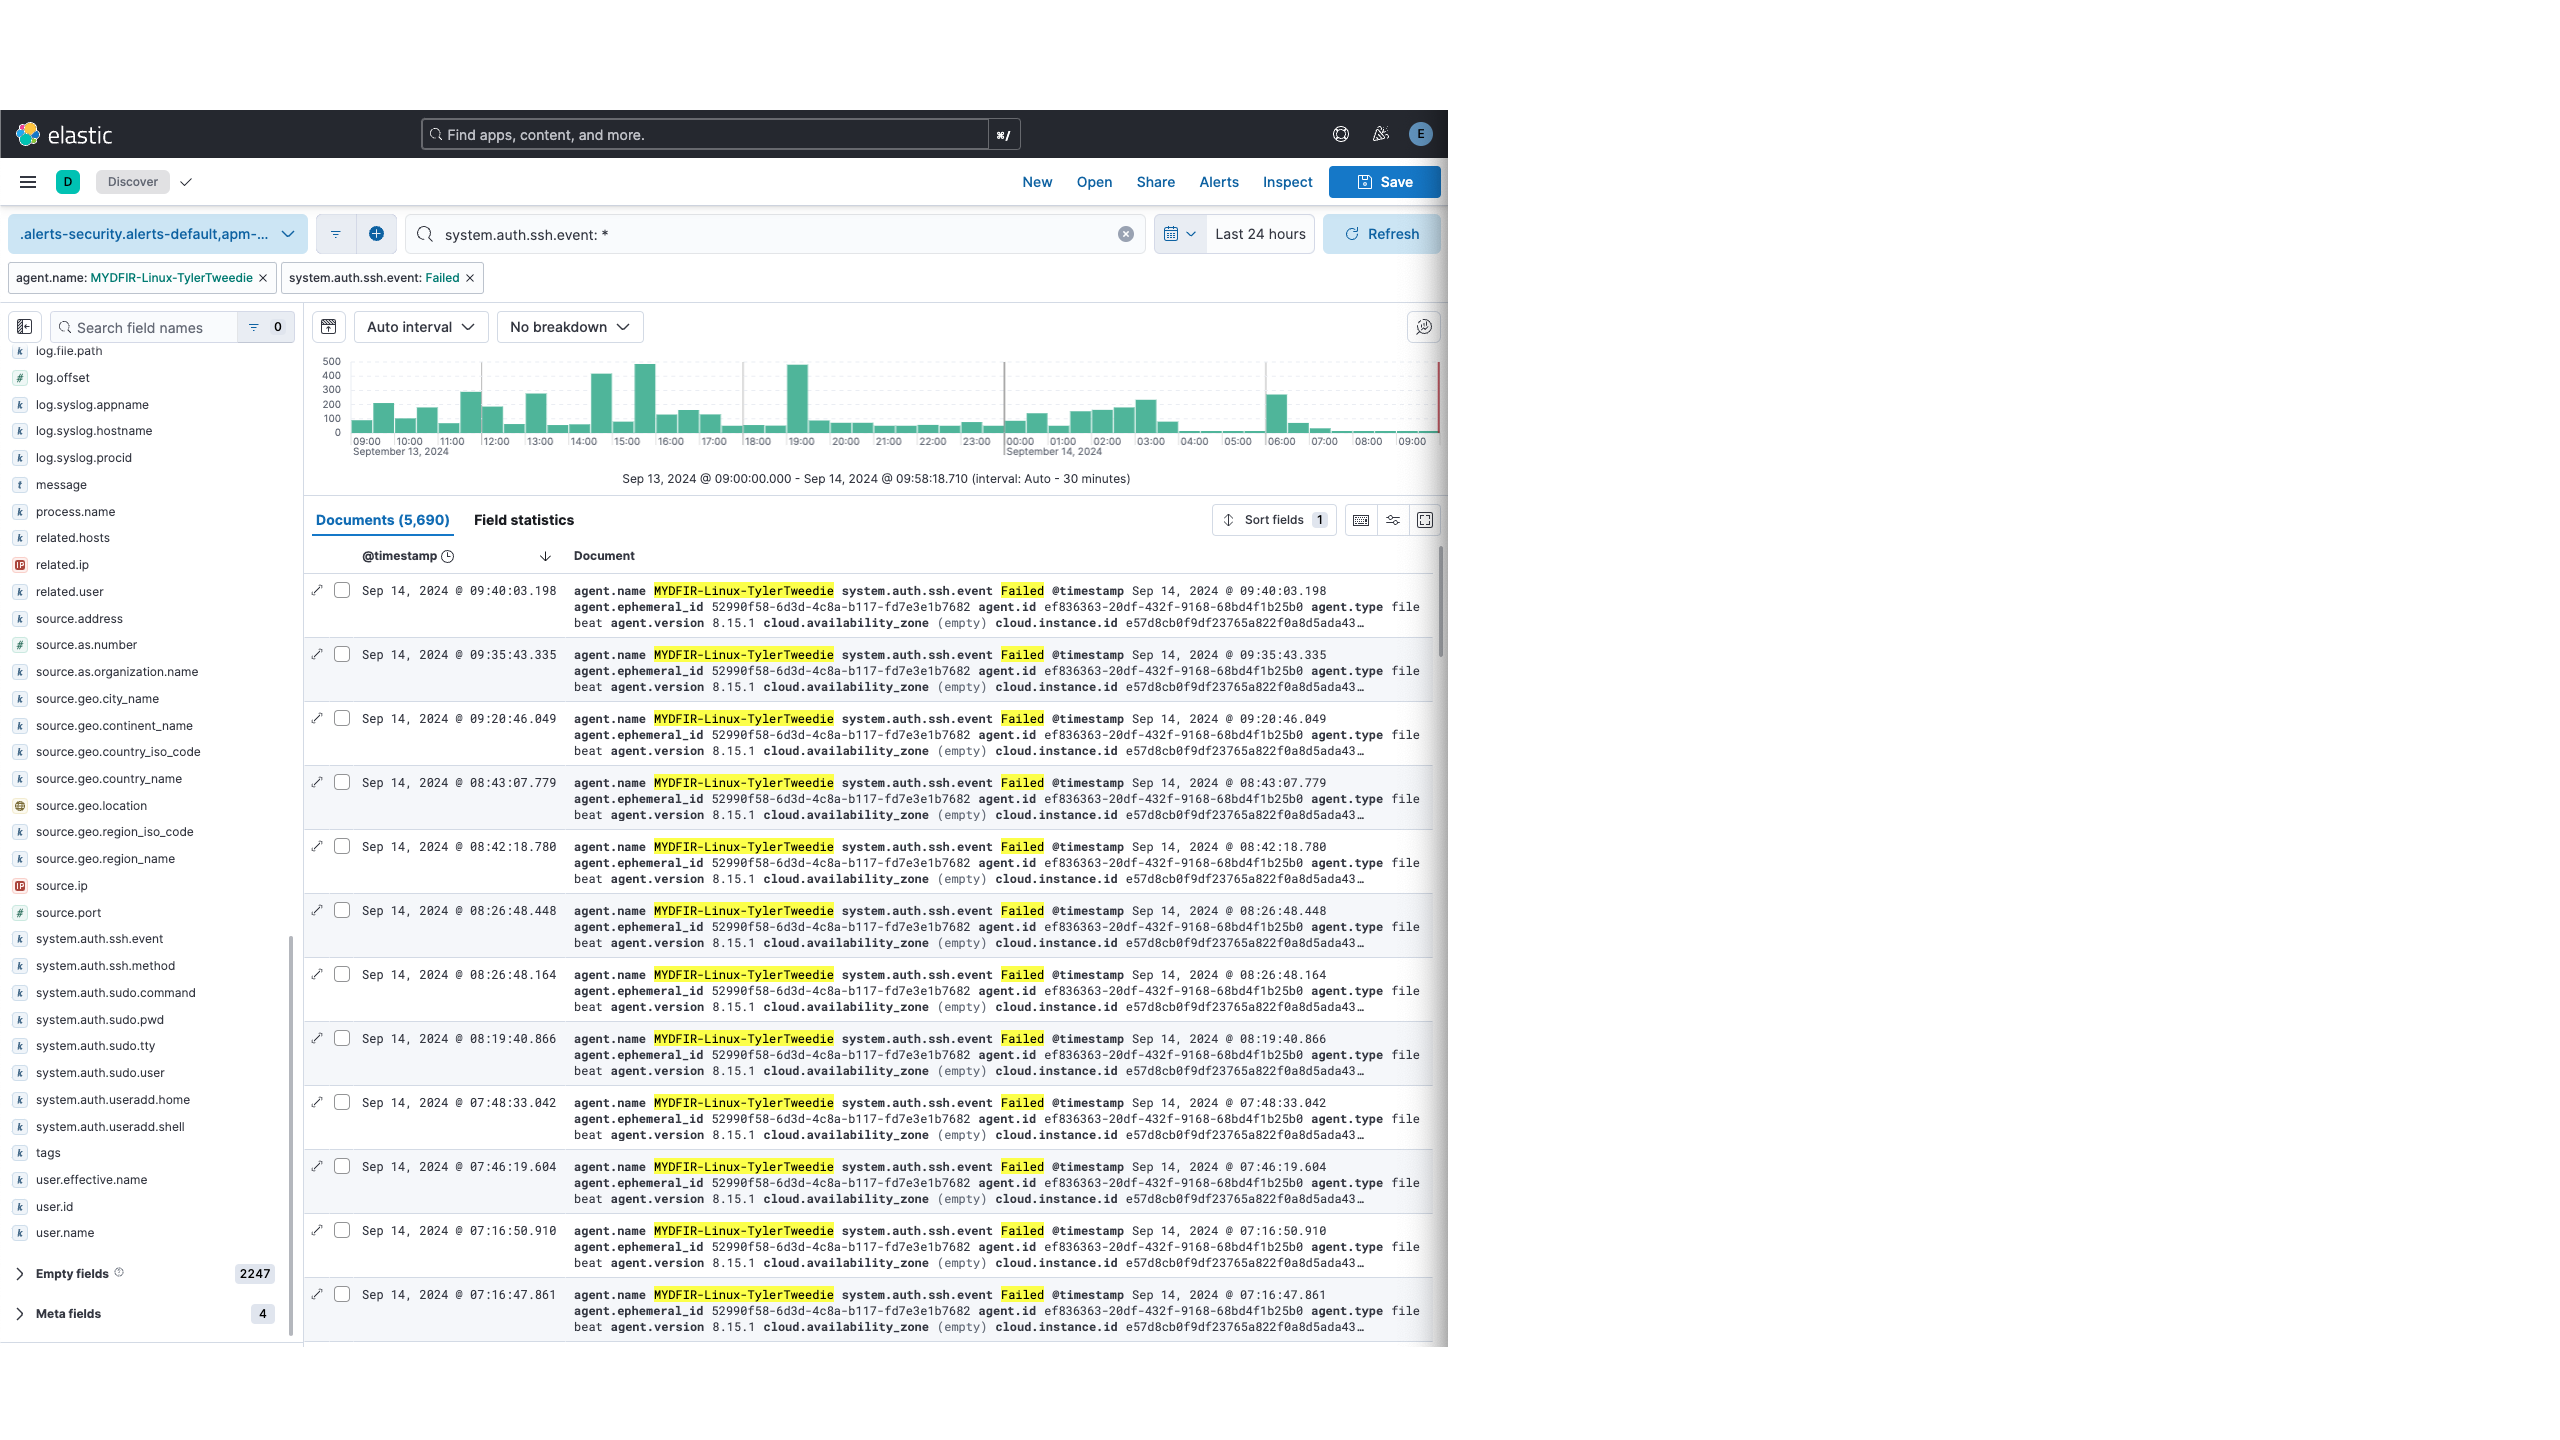 elastic
Find apps, content, and more.
⌘/
E
D
Discover
New
Open
Share
Alerts
Inspect
Save
.alerts-security.alerts-default,apm-...
system.auth.ssh.event: *
Last 24 hours
Refresh
agent.name: MYDFIR-Linux-TylerTweedie
system.auth.ssh.event: Failed
Search field names
0
log.file.path
log.offset
log.syslog.appname
log.syslog.hostname
log.syslog.procid
message
process.name
related.hosts
related.ip
related.user
source.address
source.as.number
source.as.organization.name
source.geo.city_name
source.geo.continent_name
source.geo.country_iso_code
source.geo.country_name
source.geo.location
source.geo.region_iso_code
source.geo.region_name
source.ip
source.port
system.auth.ssh.event
system.auth.ssh.method
system.auth.sudo.command
system.auth.sudo.pwd
system.auth.sudo.tty
system.auth.sudo.user
system.auth.useradd.home
system.auth.useradd.shell
tags
user.effective.name
user.id
user.name
Empty fields 2247
Meta fields 4
Auto interval
No breakdown
500
400
300
200
100
0
09:00 10:00 11:00 12:00 13:00 14:00 15:00 16:00 17:00 18:00 19:00 20:00 21:00 22:00 23:00 00:00 01:00 02:00 03:00 04:00 05:00 06:00 07:00 08:00 09:00
September 13, 2024 September 14, 2024
Sep 13, 2024 @ 09:00:00.000 - Sep 14, 2024 @ 09:58:18.710 (interval: Auto - 30 minutes)
Documents (5,690)
Field statistics
Sort fields 1
@timestamp
Document
Sep 14, 2024 @ 09:40:03.198 agent.name MYDFIR-Linux-TylerTweedie system.auth.ssh.event Failed @timestamp Sep 14, 2024 @ 09:40:03.198
agent.ephemeral_id 52990f58-6d3d-4c8a-b117-fd7e3e1b7682 agent.id ef836363-20df-432f-9168-68bd4f1b25b0 agent.type file
beat agent.version 8.15.1 cloud.availability_zone (empty) cloud.instance.id e57d8cb0f9df23765a822f0a8d5ada43…
Sep 14, 2024 @ 09:35:43.335 agent.name MYDFIR-Linux-TylerTweedie system.auth.ssh.event Failed @timestamp Sep 14, 2024 @ 09:35:43.335
agent.ephemeral_id 52990f58-6d3d-4c8a-b117-fd7e3e1b7682 agent.id ef836363-20df-432f-9168-68bd4f1b25b0 agent.type file
beat agent.version 8.15.1 cloud.availability_zone (empty) cloud.instance.id e57d8cb0f9df23765a822f0a8d5ada43…
Sep 14, 2024 @ 09:20:46.049 agent.name MYDFIR-Linux-TylerTweedie system.auth.ssh.event Failed @timestamp Sep 14, 2024 @ 09:20:46.049
agent.ephemeral_id 52990f58-6d3d-4c8a-b117-fd7e3e1b7682 agent.id ef836363-20df-432f-9168-68bd4f1b25b0 agent.type file
beat agent.version 8.15.1 cloud.availability_zone (empty) cloud.instance.id e57d8cb0f9df23765a822f0a8d5ada43…
Sep 14, 2024 @ 08:43:07.779 agent.name MYDFIR-Linux-TylerTweedie system.auth.ssh.event Failed @timestamp Sep 14, 2024 @ 08:43:07.779
agent.ephemeral_id 52990f58-6d3d-4c8a-b117-fd7e3e1b7682 agent.id ef836363-20df-432f-9168-68bd4f1b25b0 agent.type file
beat agent.version 8.15.1 cloud.availability_zone (empty) cloud.instance.id e57d8cb0f9df23765a822f0a8d5ada43…
Sep 14, 2024 @ 08:42:18.780 agent.name MYDFIR-Linux-TylerTweedie system.auth.ssh.event Failed @timestamp Sep 14, 2024 @ 08:42:18.780
agent.ephemeral_id 52990f58-6d3d-4c8a-b117-fd7e3e1b7682 agent.id ef836363-20df-432f-9168-68bd4f1b25b0 agent.type file
beat agent.version 8.15.1 cloud.availability_zone (empty) cloud.instance.id e57d8cb0f9df23765a822f0a8d5ada43…
Sep 14, 2024 @ 08:26:48.448 agent.name MYDFIR-Linux-TylerTweedie system.auth.ssh.event Failed @timestamp Sep 14, 2024 @ 08:26:48.448
agent.ephemeral_id 52990f58-6d3d-4c8a-b117-fd7e3e1b7682 agent.id ef836363-20df-432f-9168-68bd4f1b25b0 agent.type file
beat agent.version 8.15.1 cloud.availability_zone (empty) cloud.instance.id e57d8cb0f9df23765a822f0a8d5ada43…
Sep 14, 2024 @ 08:26:48.164 agent.name MYDFIR-Linux-TylerTweedie system.auth.ssh.event Failed @timestamp Sep 14, 2024 @ 08:26:48.164
agent.ephemeral_id 52990f58-6d3d-4c8a-b117-fd7e3e1b7682 agent.id ef836363-20df-432f-9168-68bd4f1b25b0 agent.type file
beat agent.version 8.15.1 cloud.availability_zone (empty) cloud.instance.id e57d8cb0f9df23765a822f0a8d5ada43…
Sep 14, 2024 @ 08:19:40.866 agent.name MYDFIR-Linux-TylerTweedie system.auth.ssh.event Failed @timestamp Sep 14, 2024 @ 08:19:40.866
agent.ephemeral_id 52990f58-6d3d-4c8a-b117-fd7e3e1b7682 agent.id ef836363-20df-432f-9168-68bd4f1b25b0 agent.type file
beat agent.version 8.15.1 cloud.availability_zone (empty) cloud.instance.id e57d8cb0f9df23765a822f0a8d5ada43…
Sep 14, 2024 @ 07:48:33.042 agent.name MYDFIR-Linux-TylerTweedie system.auth.ssh.event Failed @timestamp Sep 14, 2024 @ 07:48:33.042
agent.ephemeral_id 52990f58-6d3d-4c8a-b117-fd7e3e1b7682 agent.id ef836363-20df-432f-9168-68bd4f1b25b0 agent.type file
beat agent.version 8.15.1 cloud.availability_zone (empty) cloud.instance.id e57d8cb0f9df23765a822f0a8d5ada43…
Sep 14, 2024 @ 07:46:19.604 agent.name MYDFIR-Linux-TylerTweedie system.auth.ssh.event Failed @timestamp Sep 14, 2024 @ 07:46:19.604
agent.ephemeral_id 52990f58-6d3d-4c8a-b117-fd7e3e1b7682 agent.id ef836363-20df-432f-9168-68bd4f1b25b0 agent.type file
beat agent.version 8.15.1 cloud.availability_zone (empty) cloud.instance.id e57d8cb0f9df23765a822f0a8d5ada43…
Sep 14, 2024 @ 07:16:50.910 agent.name MYDFIR-Linux-TylerTweedie system.auth.ssh.event Failed @timestamp Sep 14, 2024 @ 07:16:50.910
agent.ephemeral_id 52990f58-6d3d-4c8a-b117-fd7e3e1b7682 agent.id ef836363-20df-432f-9168-68bd4f1b25b0 agent.type file
beat agent.version 8.15.1 cloud.availability_zone (empty) cloud.instance.id e57d8cb0f9df23765a822f0a8d5ada43…
Sep 14, 2024 @ 07:16:47.861 agent.name MYDFIR-Linux-TylerTweedie system.auth.ssh.event Failed @timestamp Sep 14, 2024 @ 07:16:47.861
agent.ephemeral_id 52990f58-6d3d-4c8a-b117-fd7e3e1b7682 agent.id ef836363-20df-432f-9168-68bd4f1b25b0 agent.type file
beat agent.version 8.15.1 cloud.availability_zone (empty) cloud.instance.id e57d8cb0f9df23765a822f0a8d5ada43…